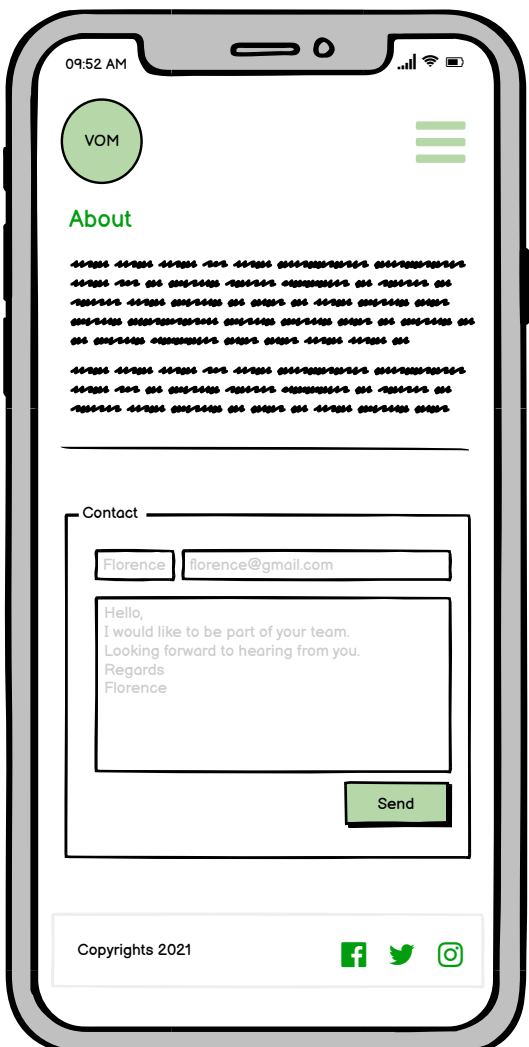 09:52 AM
VOM
About
Contact
Florence florence@gmail.com
Hello,
I would like to be part of your team.
Looking forward to hearing from you.
Regards
Florence
Send
Copyrights 2021